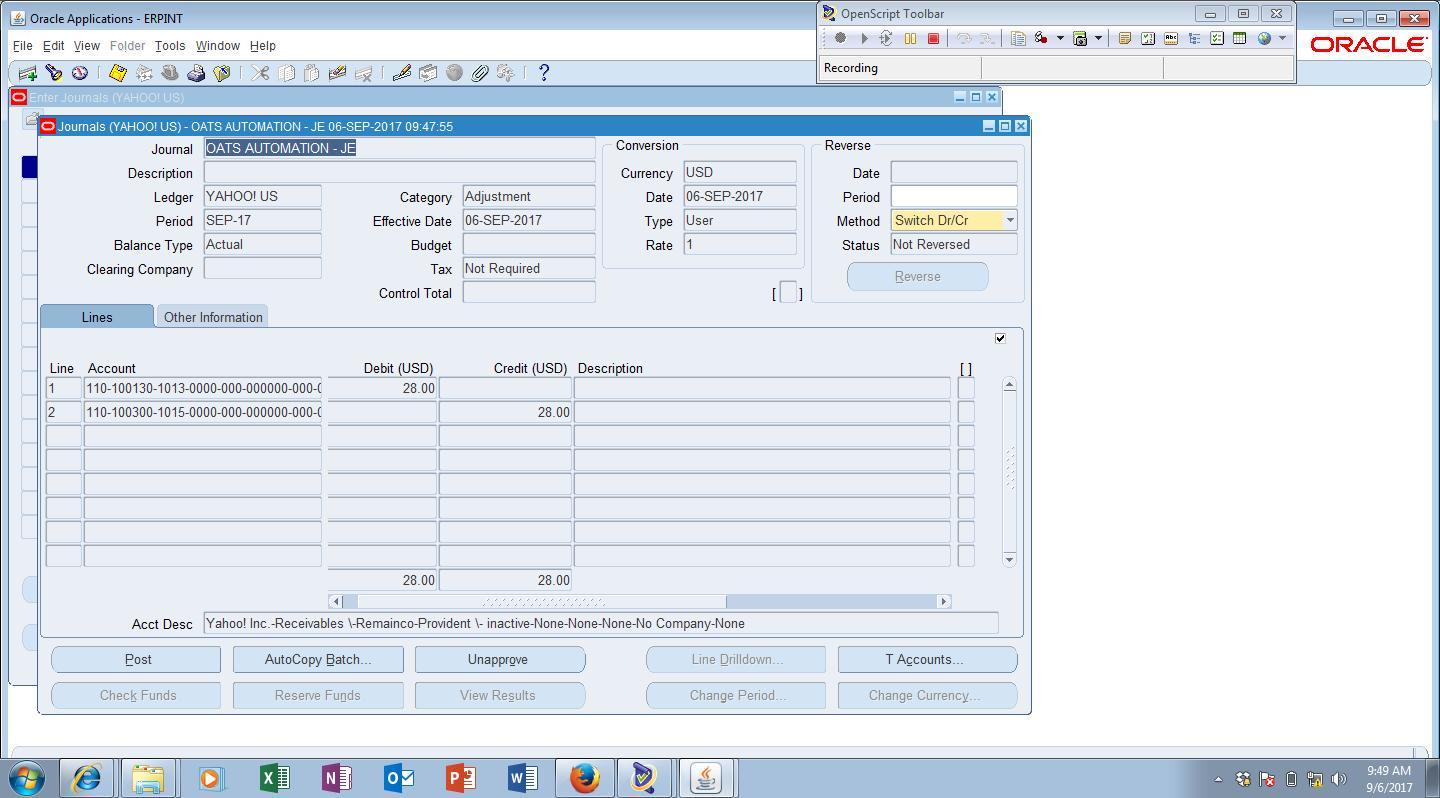 Oracle Applications - ERPINT
OpenScript Toolbar
File Edit View Folder Tools Window Help
ORACLE
Recording
Enter Journals (YAHOO! US)
Journals (YAHOO! US) - OATS AUTOMATION - JE 06-SEP-2017 09:47:55
Journal OATS AUTOMATION - JE
Conversion
Reverse
Description
Currency USD
Date
Ledger YAHOO! US
Category Adjustment
Date 06-SEP-2017
Period
Period SEP-17
Effective Date 06-SEP-2017
Type User
Method Switch Dr/Cr
Balance Type Actual
Budget
Rate 1
Status Not Reversed
Clearing Company
Tax Not Required
Reverse
Control Total
[ ]
Lines Other Information
Line Account Debit (USD) Credit (USD) Description [ ]
1 110-100130-1013-0000-000-000000-000-0 28.00
2 110-100300-1015-0000-000-000000-000-0 28.00
28.00 28.00
Acct Desc Yahoo! Inc.-Receivables \-Remainco-Provident \- inactive-None-None-None-No Company-None
Post AutoCopy Batch... Unapprove Line Drilldown... T Accounts...
Check Funds Reserve Funds View Results Change Period... Change Currency...
9:49 AM
9/6/2017